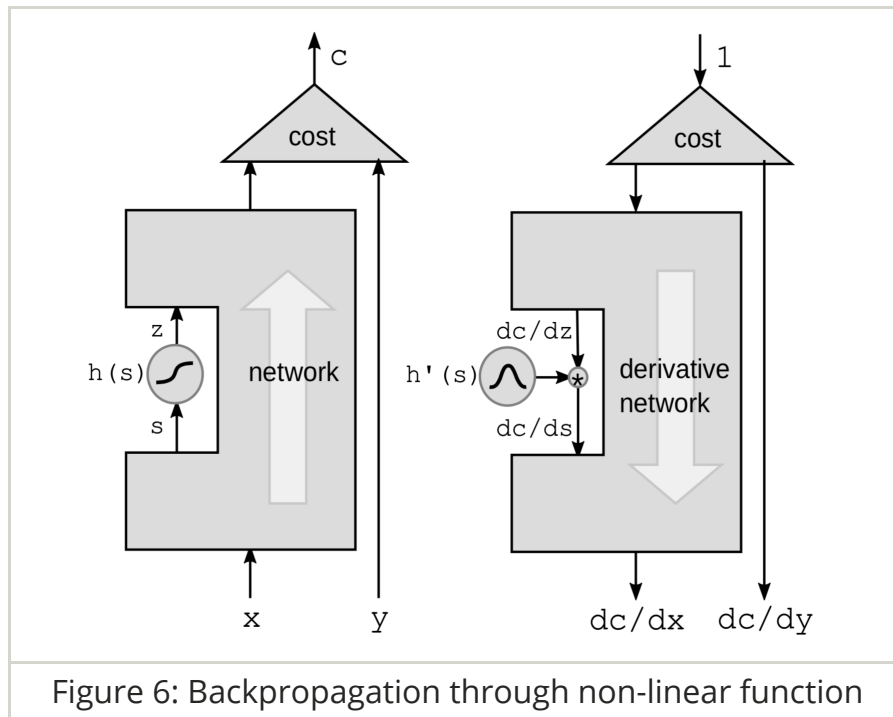 c
cost
z
h(s)
network
s
x
y
1
cost
dc/dz
h'(s)
*
derivative
network
dc/ds
dc/dx
dc/dy
Figure 6: Backpropagation through non-linear function